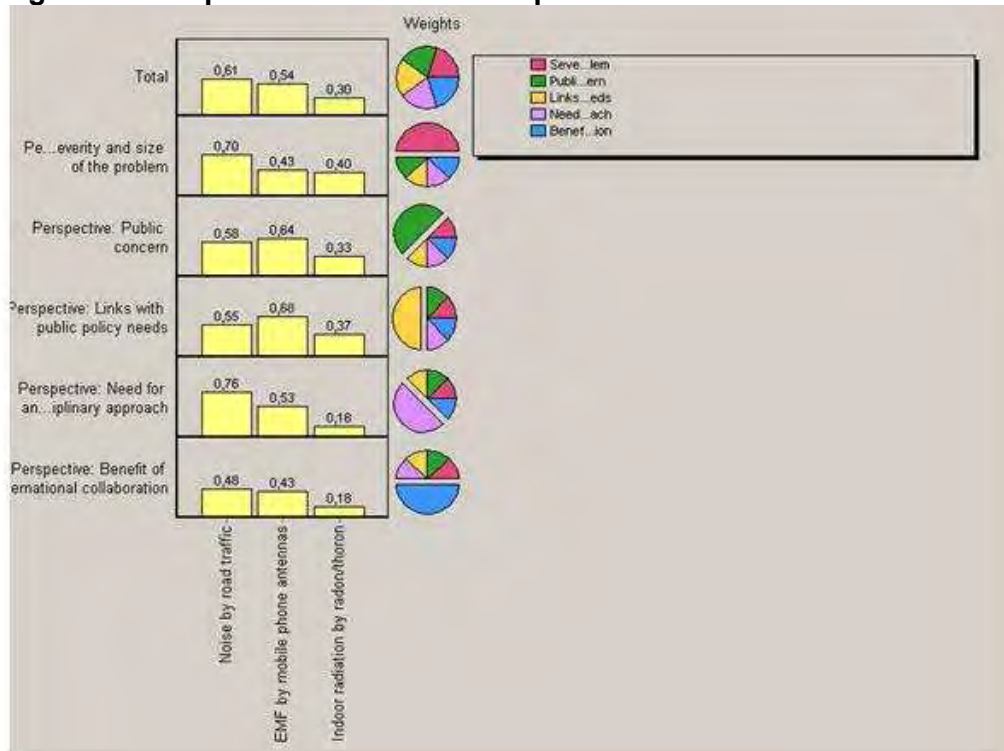 Weights
Seve...lem
Publi...ern
Links...eds
Need...ach
Benef...ion
Total
0,61
0,54
0,30
Pe...everity and size
of the problem
0,70
0,43
0,40
Perspective: Public
concern
0,58
0,64
0,33
Perspective: Links with
public policy needs
0,55
0,68
0,37
Perspective: Need for
an...iplinary approach
0,76
0,53
0,16
Perspective: Benefit of
ernational collaboration
0,48
0,43
0,18
Noise by road traffic
EMF by mobile phone antennas
Indoor radiation by radon/thoron